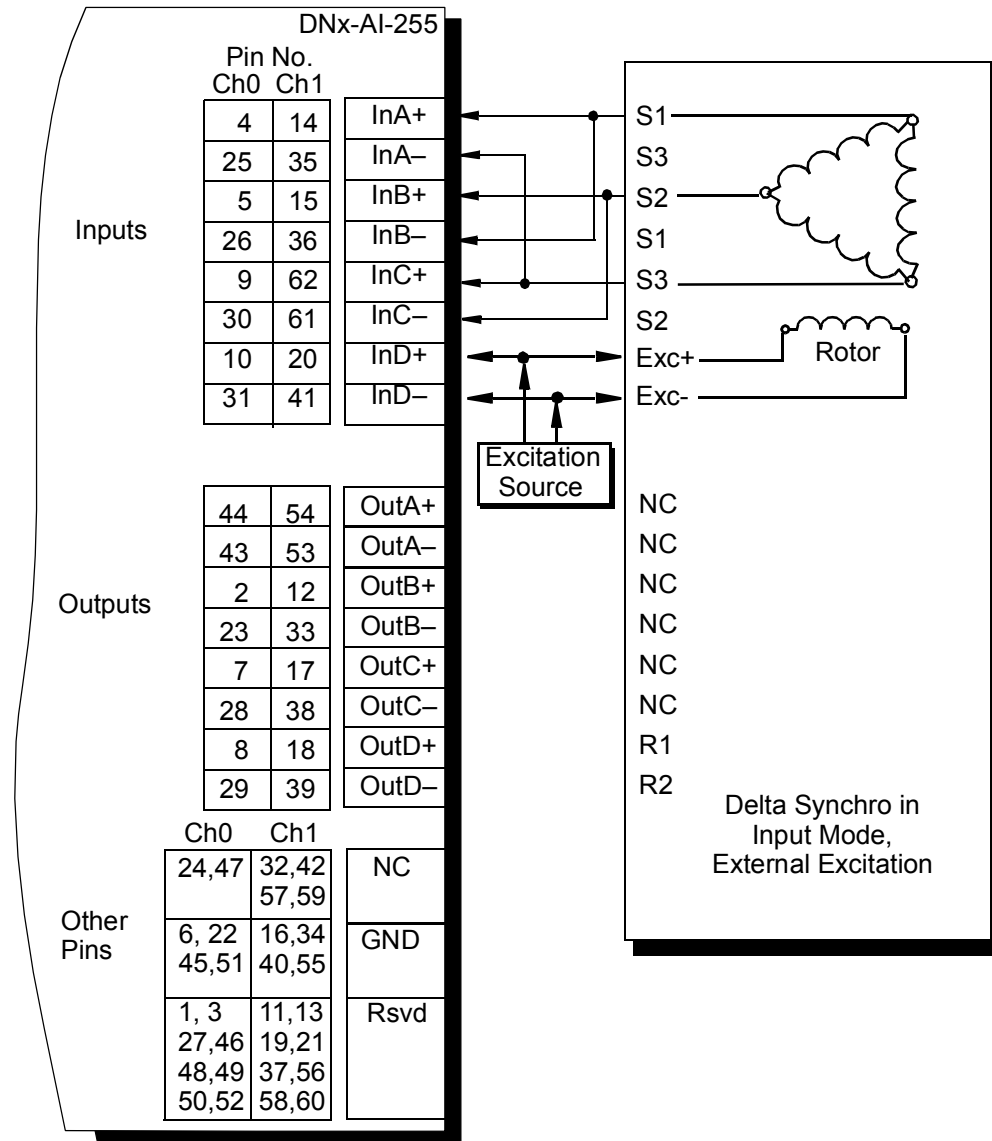 DNx-AI-255
Pin No.
Ch0 Ch1
Inputs
4 14 InA+
25 35 InA–
5 15 InB+
26 36 InB–
9 62 InC+
30 61 InC–
10 20 InD+
31 41 InD–
Outputs
44 54 OutA+
43 53 OutA–
2 12 OutB+
23 33 OutB–
7 17 OutC+
28 38 OutC–
8 18 OutD+
29 39 OutD–
Other
Pins
Ch0 Ch1
24,47 32,42 NC
57,59
6, 22 16,34 GND
45,51 40,55
1, 3 11,13 Rsvd
27,46 19,21
48,49 37,56
50,52 58,60
Excitation
Source
S1
S3
S2
S1
S3
S2
Exc+
Exc-
Rotor
NC
NC
NC
NC
NC
NC
R1
R2
Delta Synchro in
Input Mode,
External Excitation